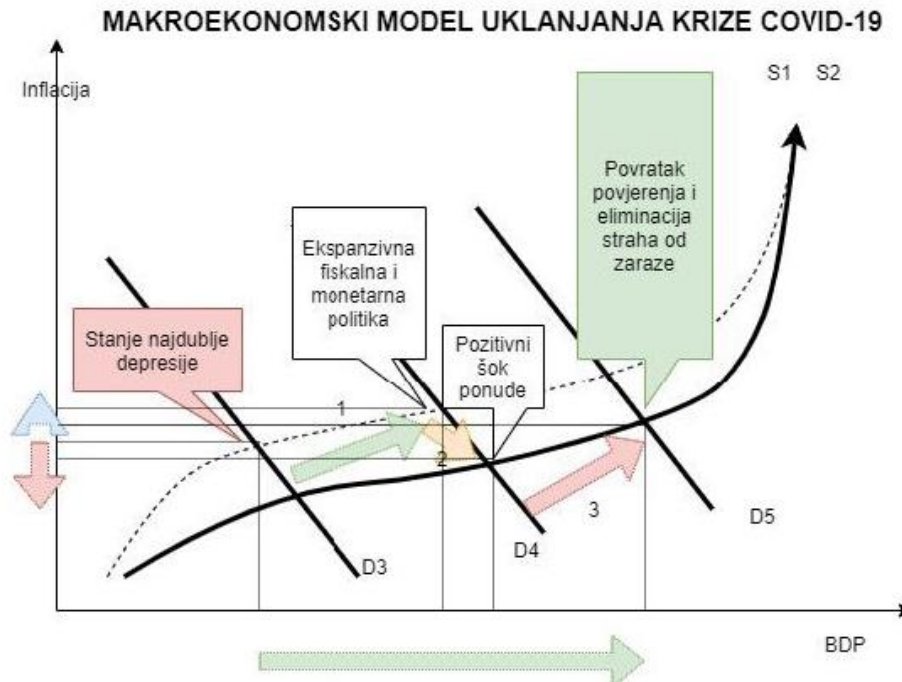 MAKROEKONOMSKI MODEL UKLANJANJA KRIZE COVID-19
Inflacija
S1 S2
Povratak
povjerenja i
eliminacija
straha od
zaraze
Ekspanzivna
fiskalna i
monetarna
politika
Pozitivni
šok
ponude
Stanje najdublje
depresije
1
2
3
D3
D4
D5
BDP